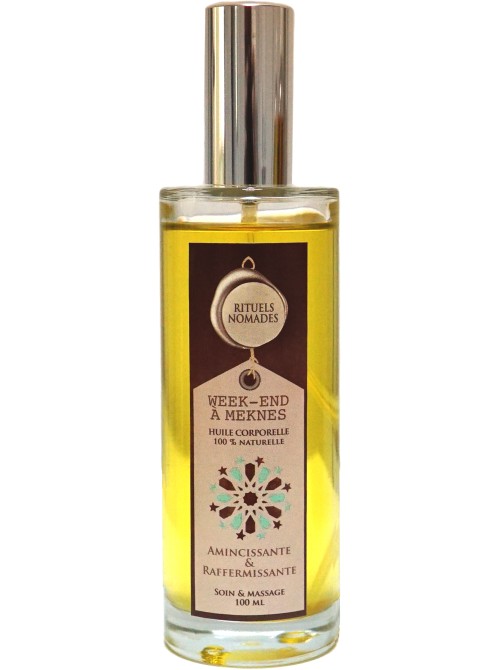 RITUELS
NOMADES
WEEK-END
À MEKNES
HUILE CORPORELLE
100 % NATURELLE
AMINCISSANTE
&
RAFFERMISSANTE
SOIN & MASSAGE
100 ML